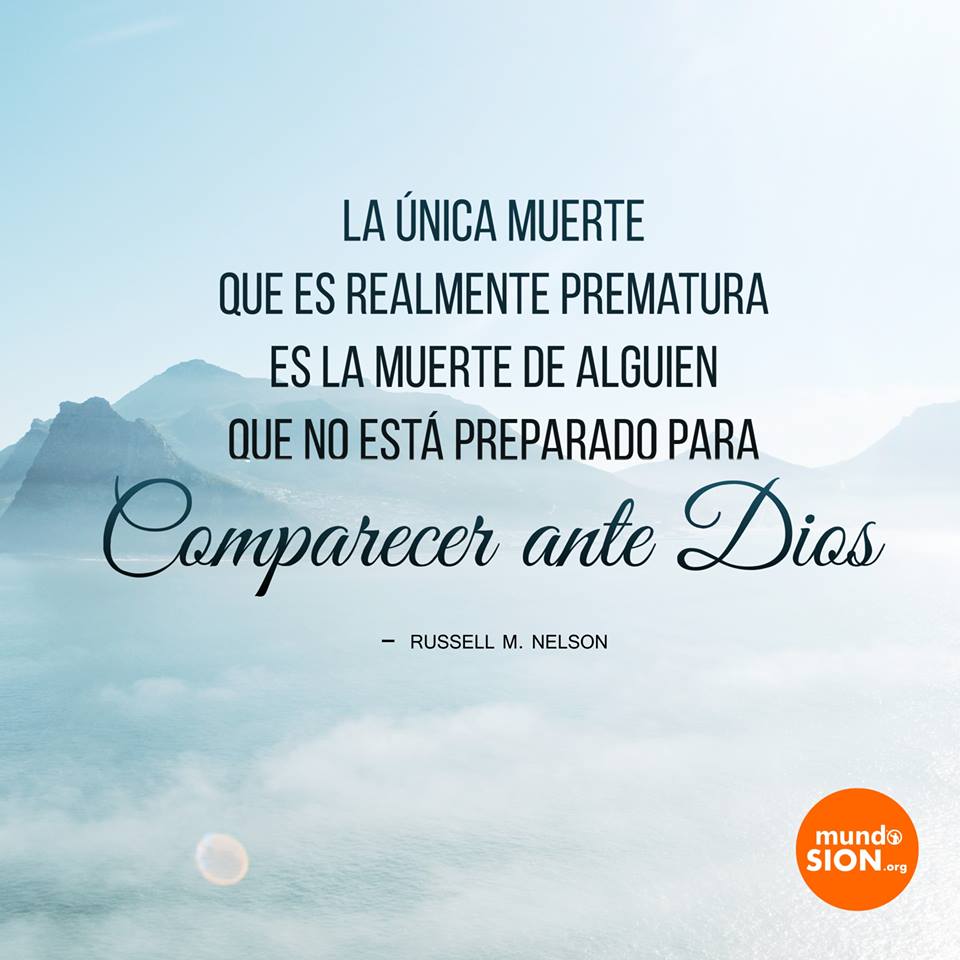 LA ÚNICA MUERTE
QUE ES REALMENTE PREMATURA
ES LA MUERTE DE ALGUIEN
QUE NO ESTÁ PREPARADO PARA
Comparecer ante Dios
– RUSSELL M. NELSON
mundo
SION.org